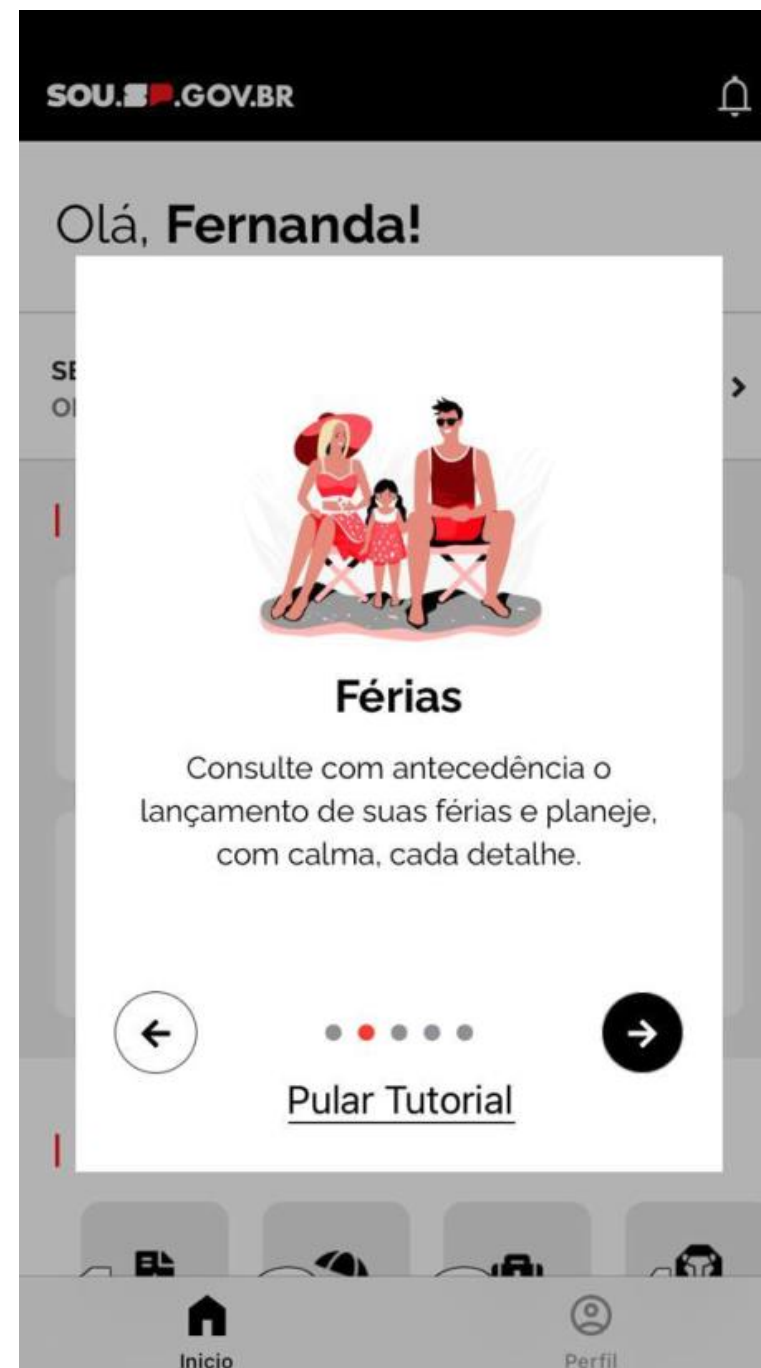 SOU.SP.GOV.BR
Olá, Fernanda!
Férias
Consulte com antecedência o
lançamento de suas férias e planeje,
com calma, cada detalhe.
Pular Tutorial
Inicio
Perfil